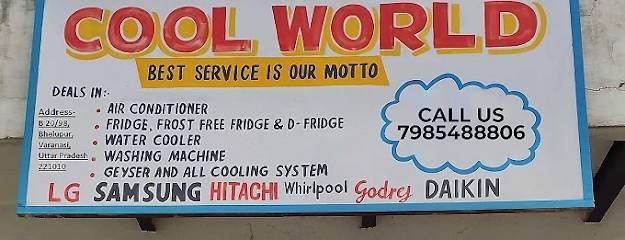 COOL WORLD
BEST SERVICE IS OUR MOTTO
DEALS IN:-
• AIR CONDITIONER
• FRIDGE, FROST FREE FRIDGE & D-FRIDGE
• WATER COOLER
• WASHING MACHINE
• GEYSER AND ALL COOLING SYSTEM
Address-
B 20/98,
Bhelupur,
Varanasi,
Uttar Pradesh
221010
CALL US
7985488806
LG SAMSUNG HITACHI Whirlpool Godrej DAIKIN